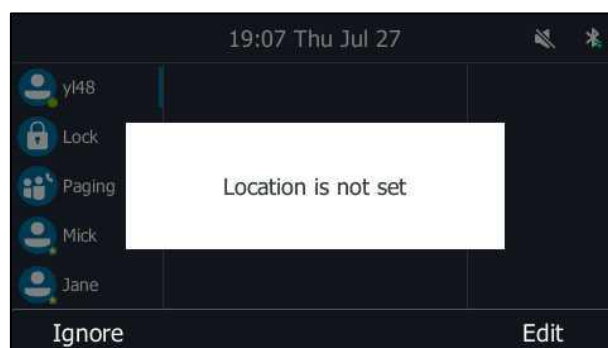 19:07 Thu Jul 27
yl48
Lock
Paging
Mick
Jane
Location is not set
Ignore
Edit